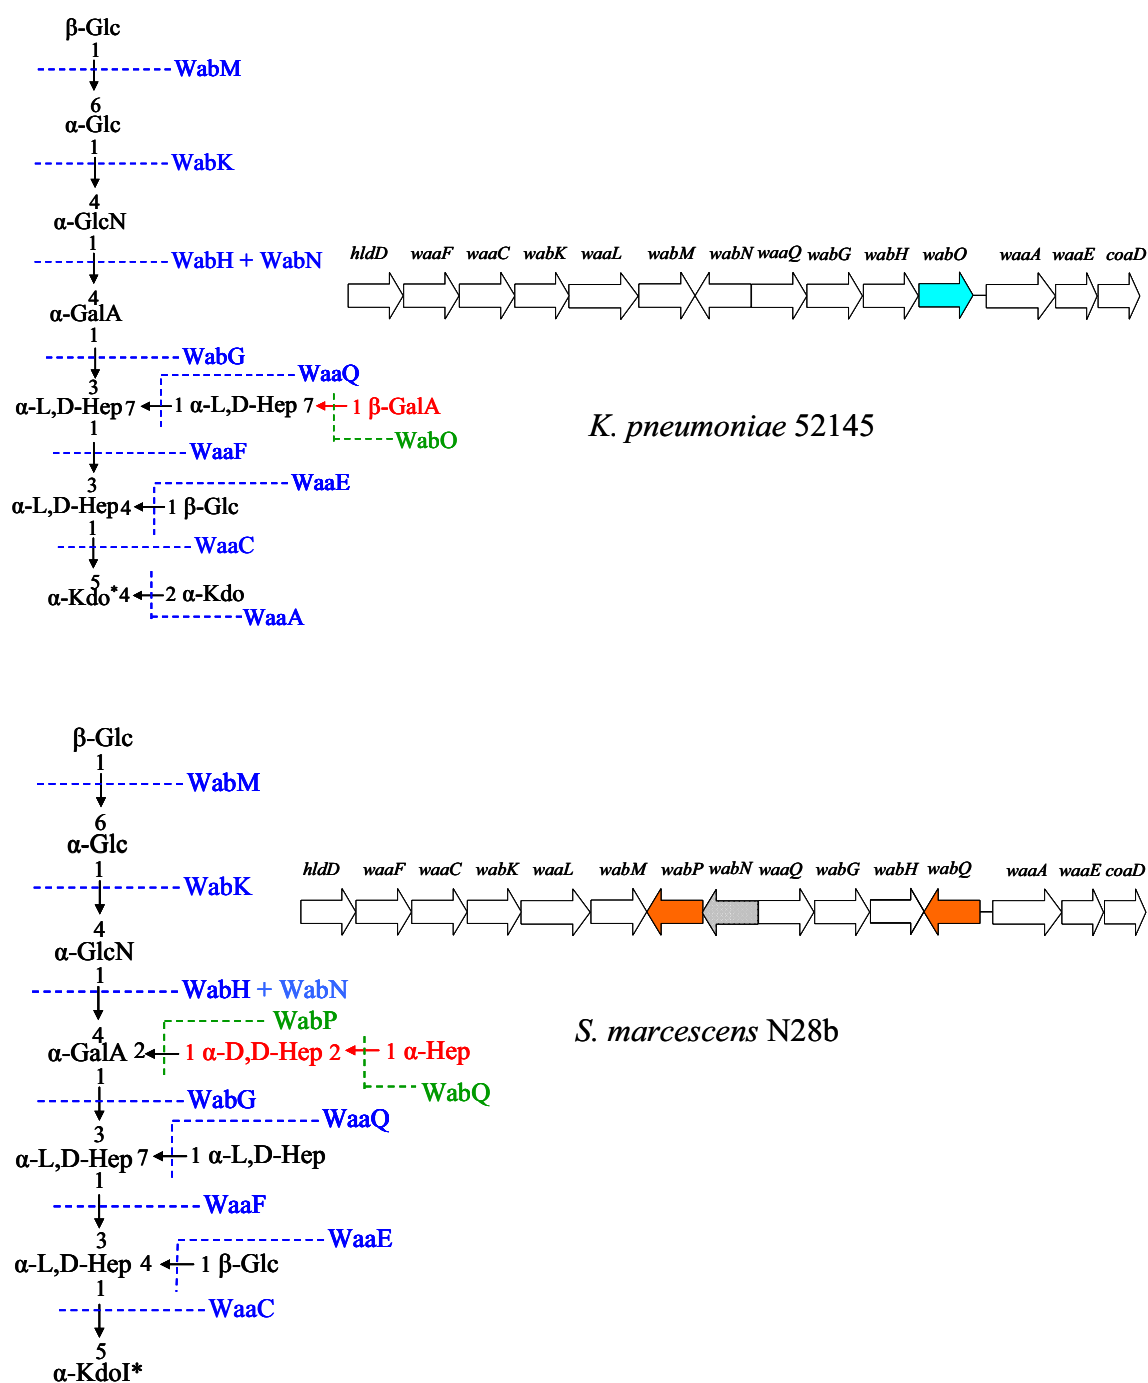 β-Glc
1
WabM
6
α-Glc
1
WabK
4
α-GlcN
1
WabH + WabN
4
α-GalA
1
WabG
WaaQ
3
α-L,D-Hep 7 1 α-L,D-Hep 7 1 β-GalA
1
WabO
WaaF
WaaE
3
α-L,D-Hep 4 1 β-Glc
1
WaaC
5
α-Kdo* 4 2 α-Kdo
WaaA
hldD waaF waaC wabK waaL wabM wabN waaQ wabG wabH wabO waaA waaE coaD
K. pneumoniae 52145
β-Glc
1
WabM
6
α-Glc
1
WabK
4
α-GlcN
1
WabH + WabN
WabP
4
α-GalA 2 1 α-D,D-Hep 2 1 α-Hep
1
WabQ
WabG
WaaQ
3
α-L,D-Hep 7 1 α-L,D-Hep
1
WaaF
WaaE
3
α-L,D-Hep 4 1 β-Glc
1
WaaC
5
α-KdoI*
hldD waaF waaC wabK waaL wabM wabP wabN waaQ wabG wabH wabQ waaA waaE coaD
S. marcescens N28b